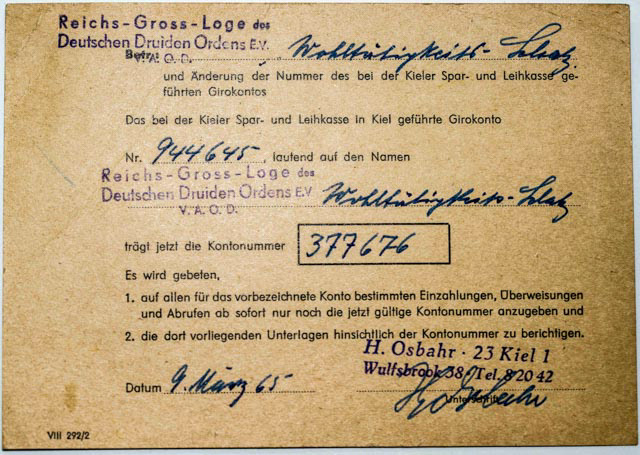 Reichs-Gross-Loge des
Deutschen Druiden Ordens E.V.
V.A.O.D.
Betr.: Wohltätigkeits-
und Änderung der Nummer des bei der Kieler Spar- und Leihkasse ge-
führten Girokontos
Das bei der Kieler Spar- und Leihkasse in Kiel geführte Girokonto
Nr. 944645, lautend auf den Namen
Reichs-Gross-Loge des
Deutschen Druiden Ordens E.V
V.A.O.D.
Wohltätigkeits-
trägt jetzt die Kontonummer 377676
Es wird gebeten,
1. auf allen für das vorbezeichnete Konto bestimmten Einzahlungen, Überweisungen
und Abrufen ab sofort nur noch die jetzt gültige Kontonummer anzugeben und
2. die dort vorliegenden Unterlagen hinsichtlich der Kontonummer zu berichtigen.
H. Osbahr · 23 Kiel 1
Wulfsbrook 38, Tel. 82042
Datum 9. März 65
Unterschrift
VIII 292/2